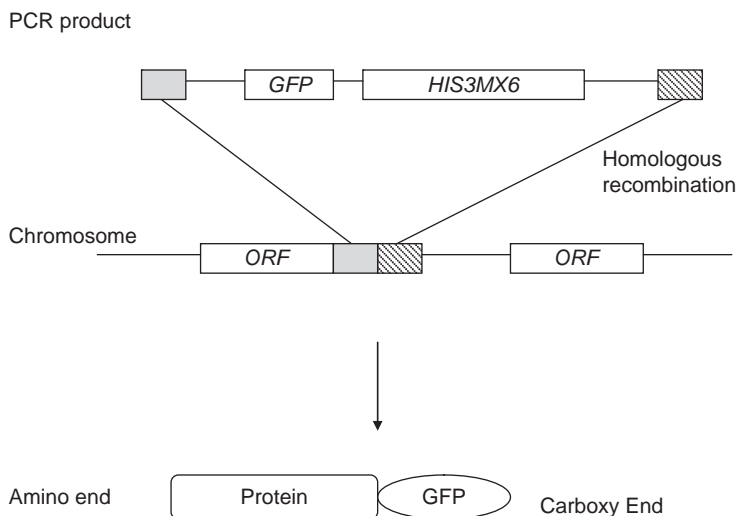 PCR product
GFP
HIS3MX6
Homologous
recombination
Chromosome
ORF
ORF
Amino end
Protein
GFP
Carboxy End